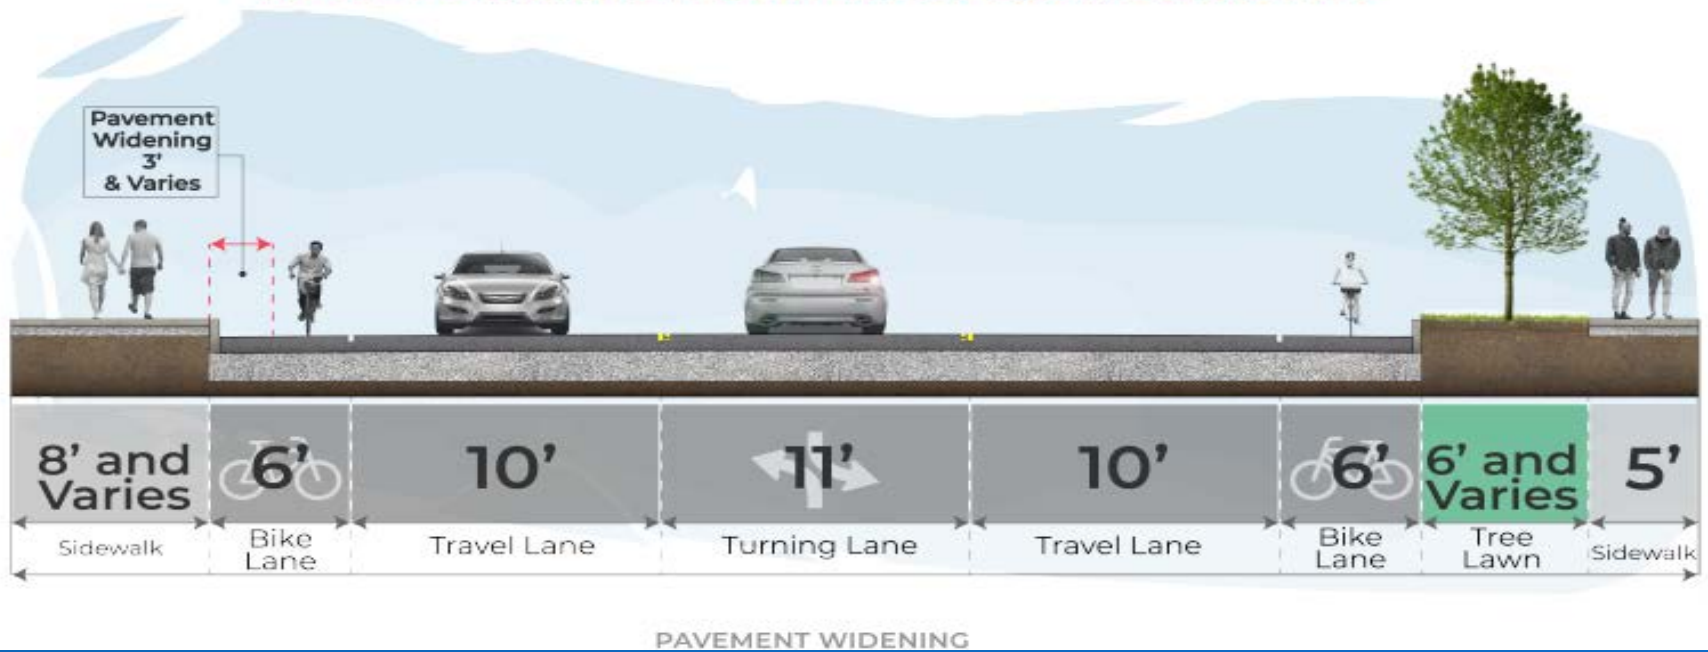 Pavement
Widening
3'
& Varies
8' and
Varies
6'
10'
11'
10'
6'
6' and
Varies
5'
Sidewalk
Bike
Lane
Travel Lane
Turning Lane
Travel Lane
Bike
Lane
Tree
Lawn
Sidewalk
PAVEMENT WIDENING